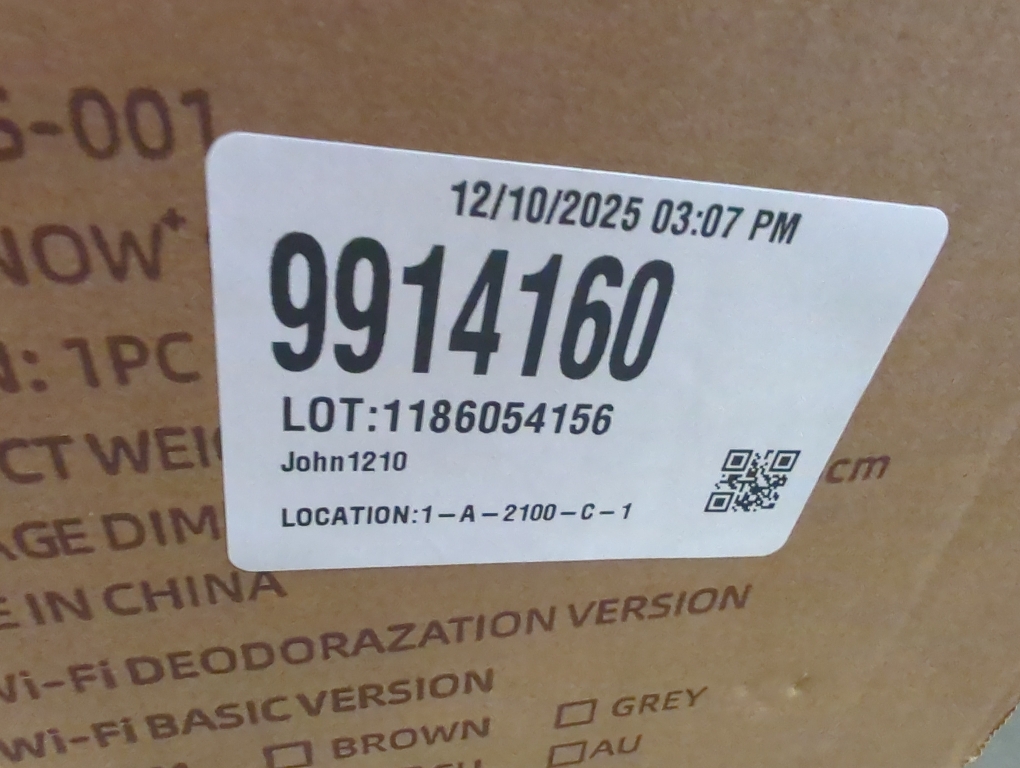 -001
NOW+
N: 1PC
CT WEI
cm
GE DIM
E IN CHINA
12/10/2025 03:07 PM
9914160
LOT:1186054156
John1210
LOCATION:1-A-2100-C-1
Wi-Fi DEODORAZATION VERSION
Wi-Fi BASIC VERSION
☐ BROWN ☐ GREY
☐ AU